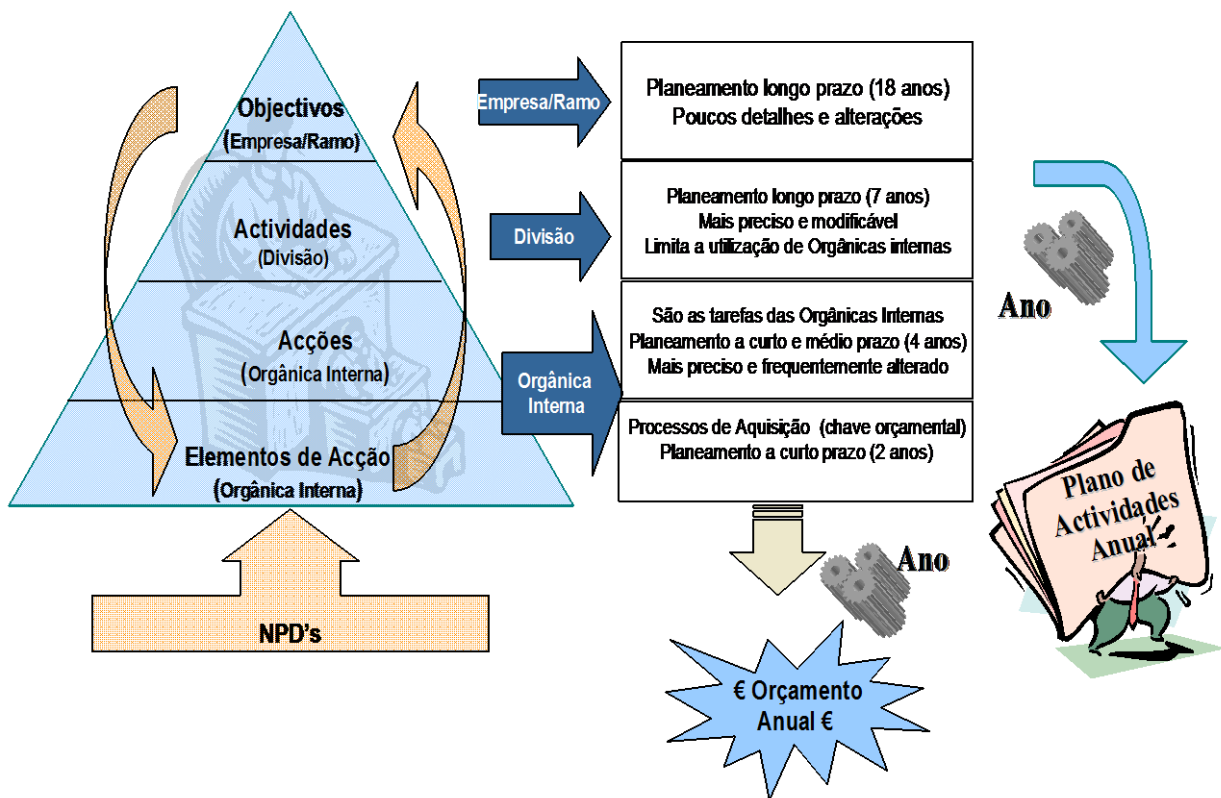 Objectivos
(Empresa/Ramo)
Actividades
(Divisão)
Acções
(Orgânica Interna)
Elementos de Acção
(Orgânica Interna)
NPD's
Empresa/Ramo
Divisão
Orgânica
Interna
Planeamento longo prazo (18 anos)
Poucos detalhes e alterações
Planeamento longo prazo (7 anos)
Mais preciso e modificável
Limita a utilização de Orgânicas internas
São as tarefas das Orgânicas Internas
Planeamento a curto e médio prazo (4 anos)
Mais preciso e frequentemente alterado
Processos de Aquisição (chave orçamental)
Planeamento a curto prazo (2 anos)
Ano
€ Orçamento
Anual €
Ano
Plano de
Actividades
Anual